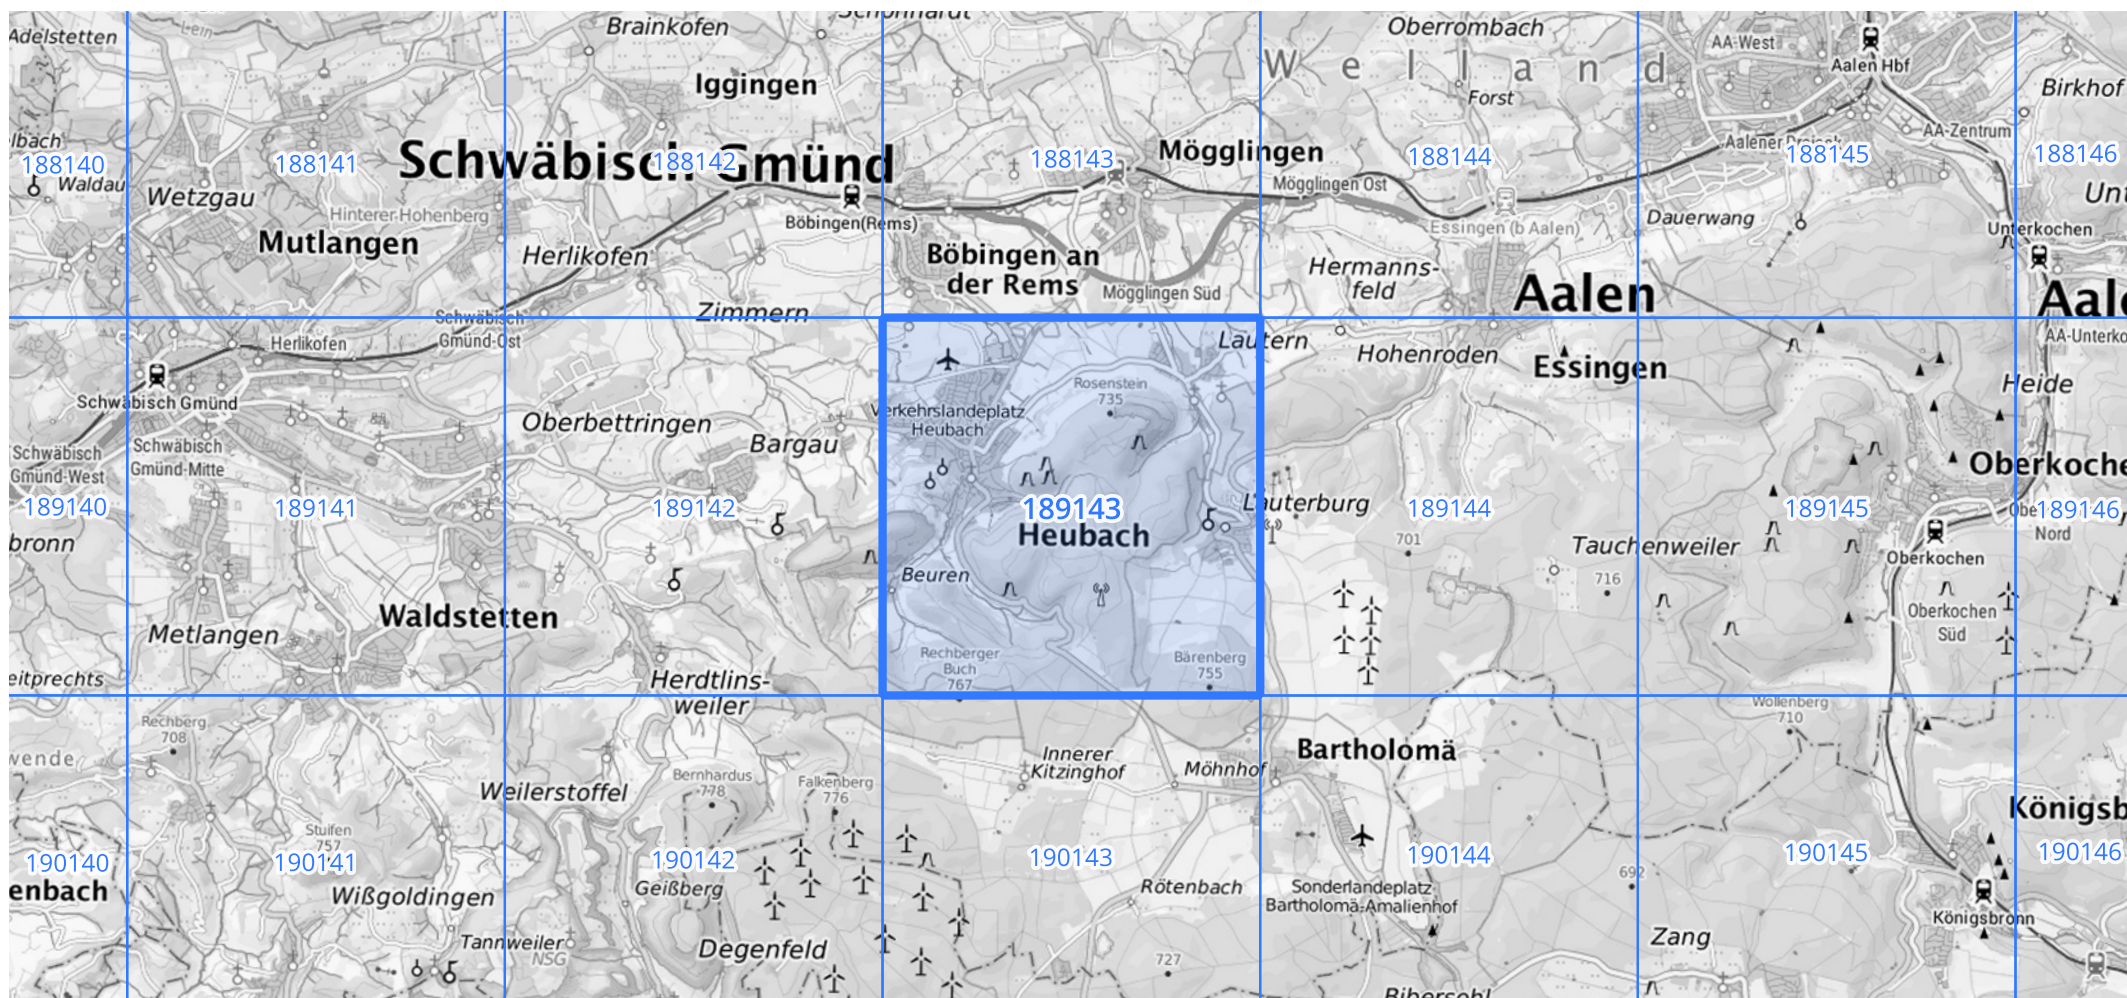 Adelstetten
Lein
Brainkofen
Oberrombach
AA-West
Aalen Hbf
Welland
Iggingen
Forst
Birkhof
AA-Zentrum
lbach
188140
188141
Schwäbisch Gmünd
188142
188143
Mögglingen
188144
188145
188146
Waldau
Wetzgau
Mögglingen Ost
Unt
Hinterer Hohenberg
Böbingen(Rems)
Dauerwang
Essingen (b Aalen)
Unterkochen
Mutlangen
Herlikofen
Böbingen an
der Rems
Hermanns-
feld
Mögglingen Süd
Aalen
Aal
Zimmern
Schwäbisch
Gmünd-Ost
Herlikofen
Lautern
Hohenroden
Essingen
AA-Unterko
Heide
Schwäbisch Gmünd
Rosenstein
735
Verkehrslandeplatz
Heubach
Oberbettringen
Bargau
Schwäbisch
Gmünd-West
Schwäbisch
Gmünd-Mitte
Oberkoche
189140
189141
189142
189143
Lauterburg
189144
189145
189146
Nord
Heubach
bronn
701
Tauchenweiler
Oberkochen
Beuren
716
Waldstetten
Oberkochen
Süd
Metlangen
Rechberger
Buch
767
Bärenberg
755
eitprechts
Herdtlins-
weiler
Rechberg
708
Wollenberg
710
wende
Innerer
Kitzinghof
Möhnhof
Bartholomä
Bernhardus
778
Falkenberg
776
Weilerstoffel
Königsb
Stuifen
757
190140
190141
190142
190143
190144
190145
190146
enbach
Wißgoldingen
Geißberg
Rötenbach
Sonderlandeplatz
Bartholomä-Amalienhof
692
Königsbronn
Tannweiler
NSG
Degenfeld
727
Zang